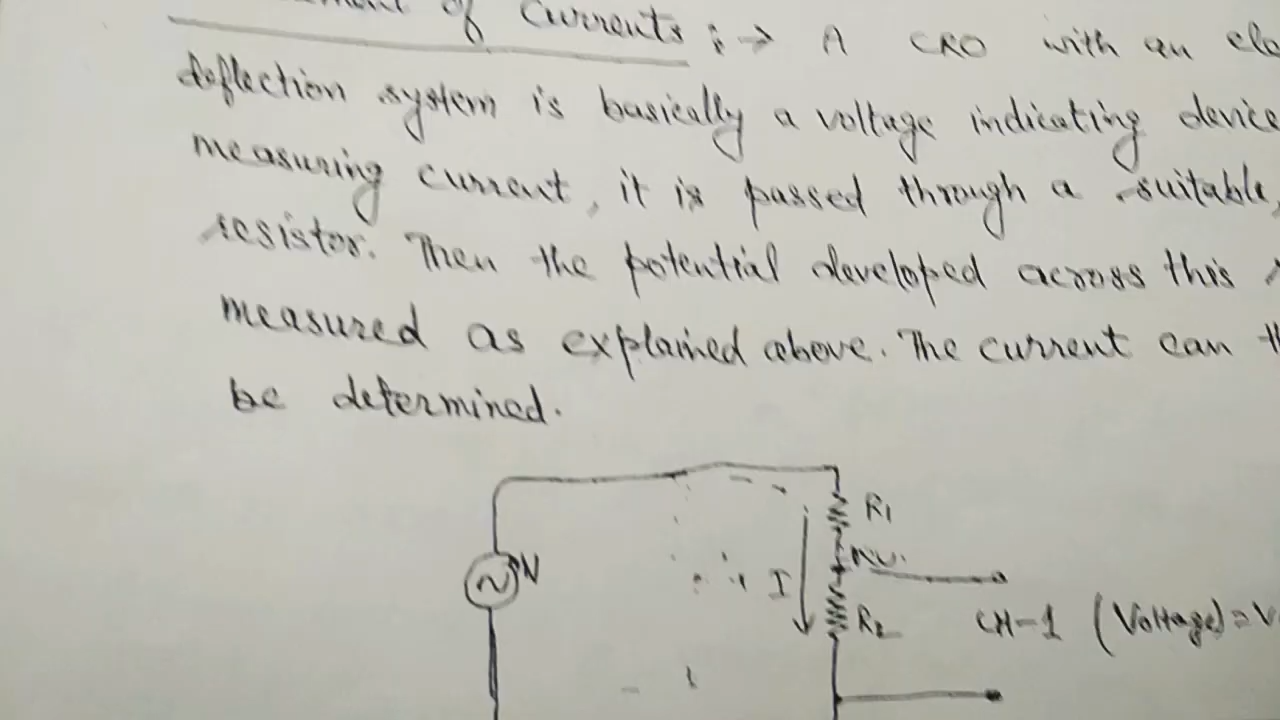 of Currents :→ A CRO with an
deflection system is basically a voltage indicating device
measuring current, it is passed through a suitable,
resistor. Then the potential developed across this
measured as explained above. The current can
be determined.
R1
N
I
R2
CH-1 (Voltage) = V